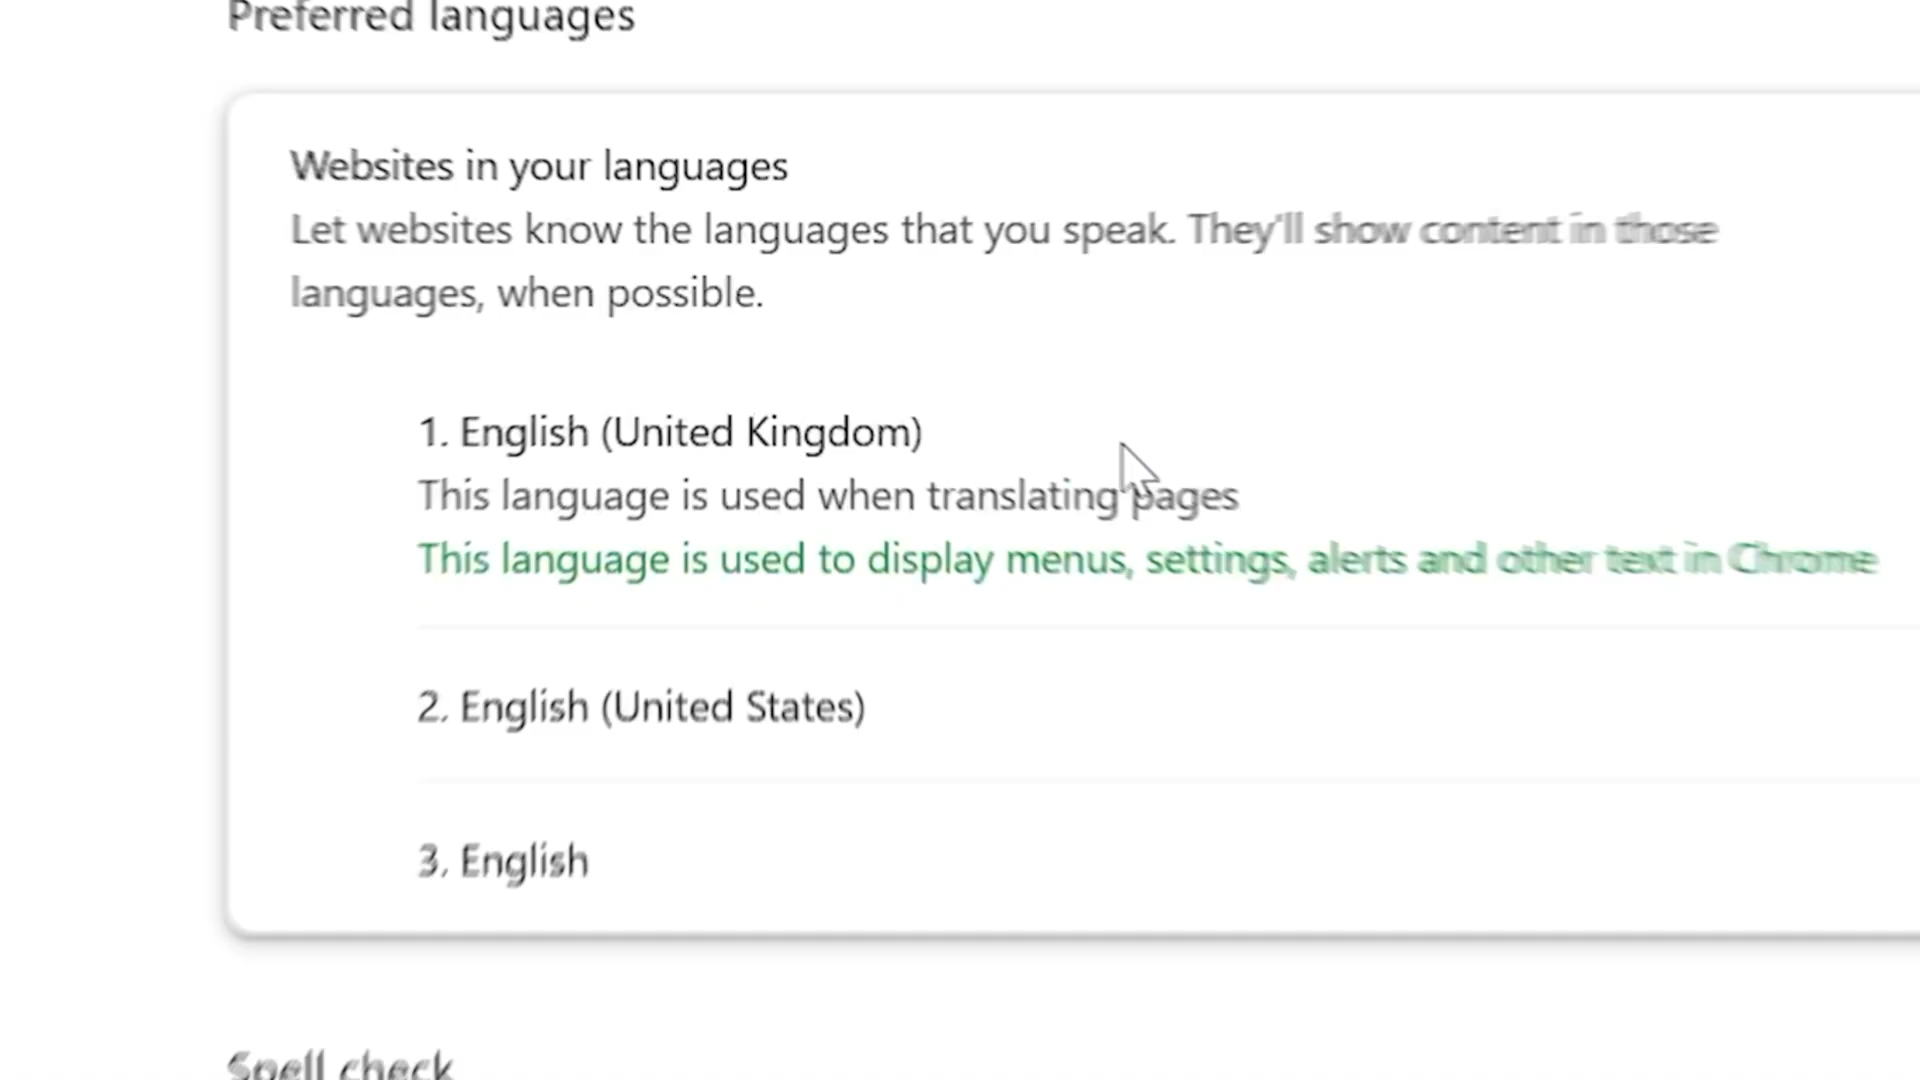 Preferred languages
Websites in your languages
Let websites know the languages that you speak. They'll show content in those
languages, when possible.
1. English (United Kingdom)
This language is used when translating pages
This language is used to display menus, settings, alerts and other text in Chrome
2. English (United States)
3. English
Spell check